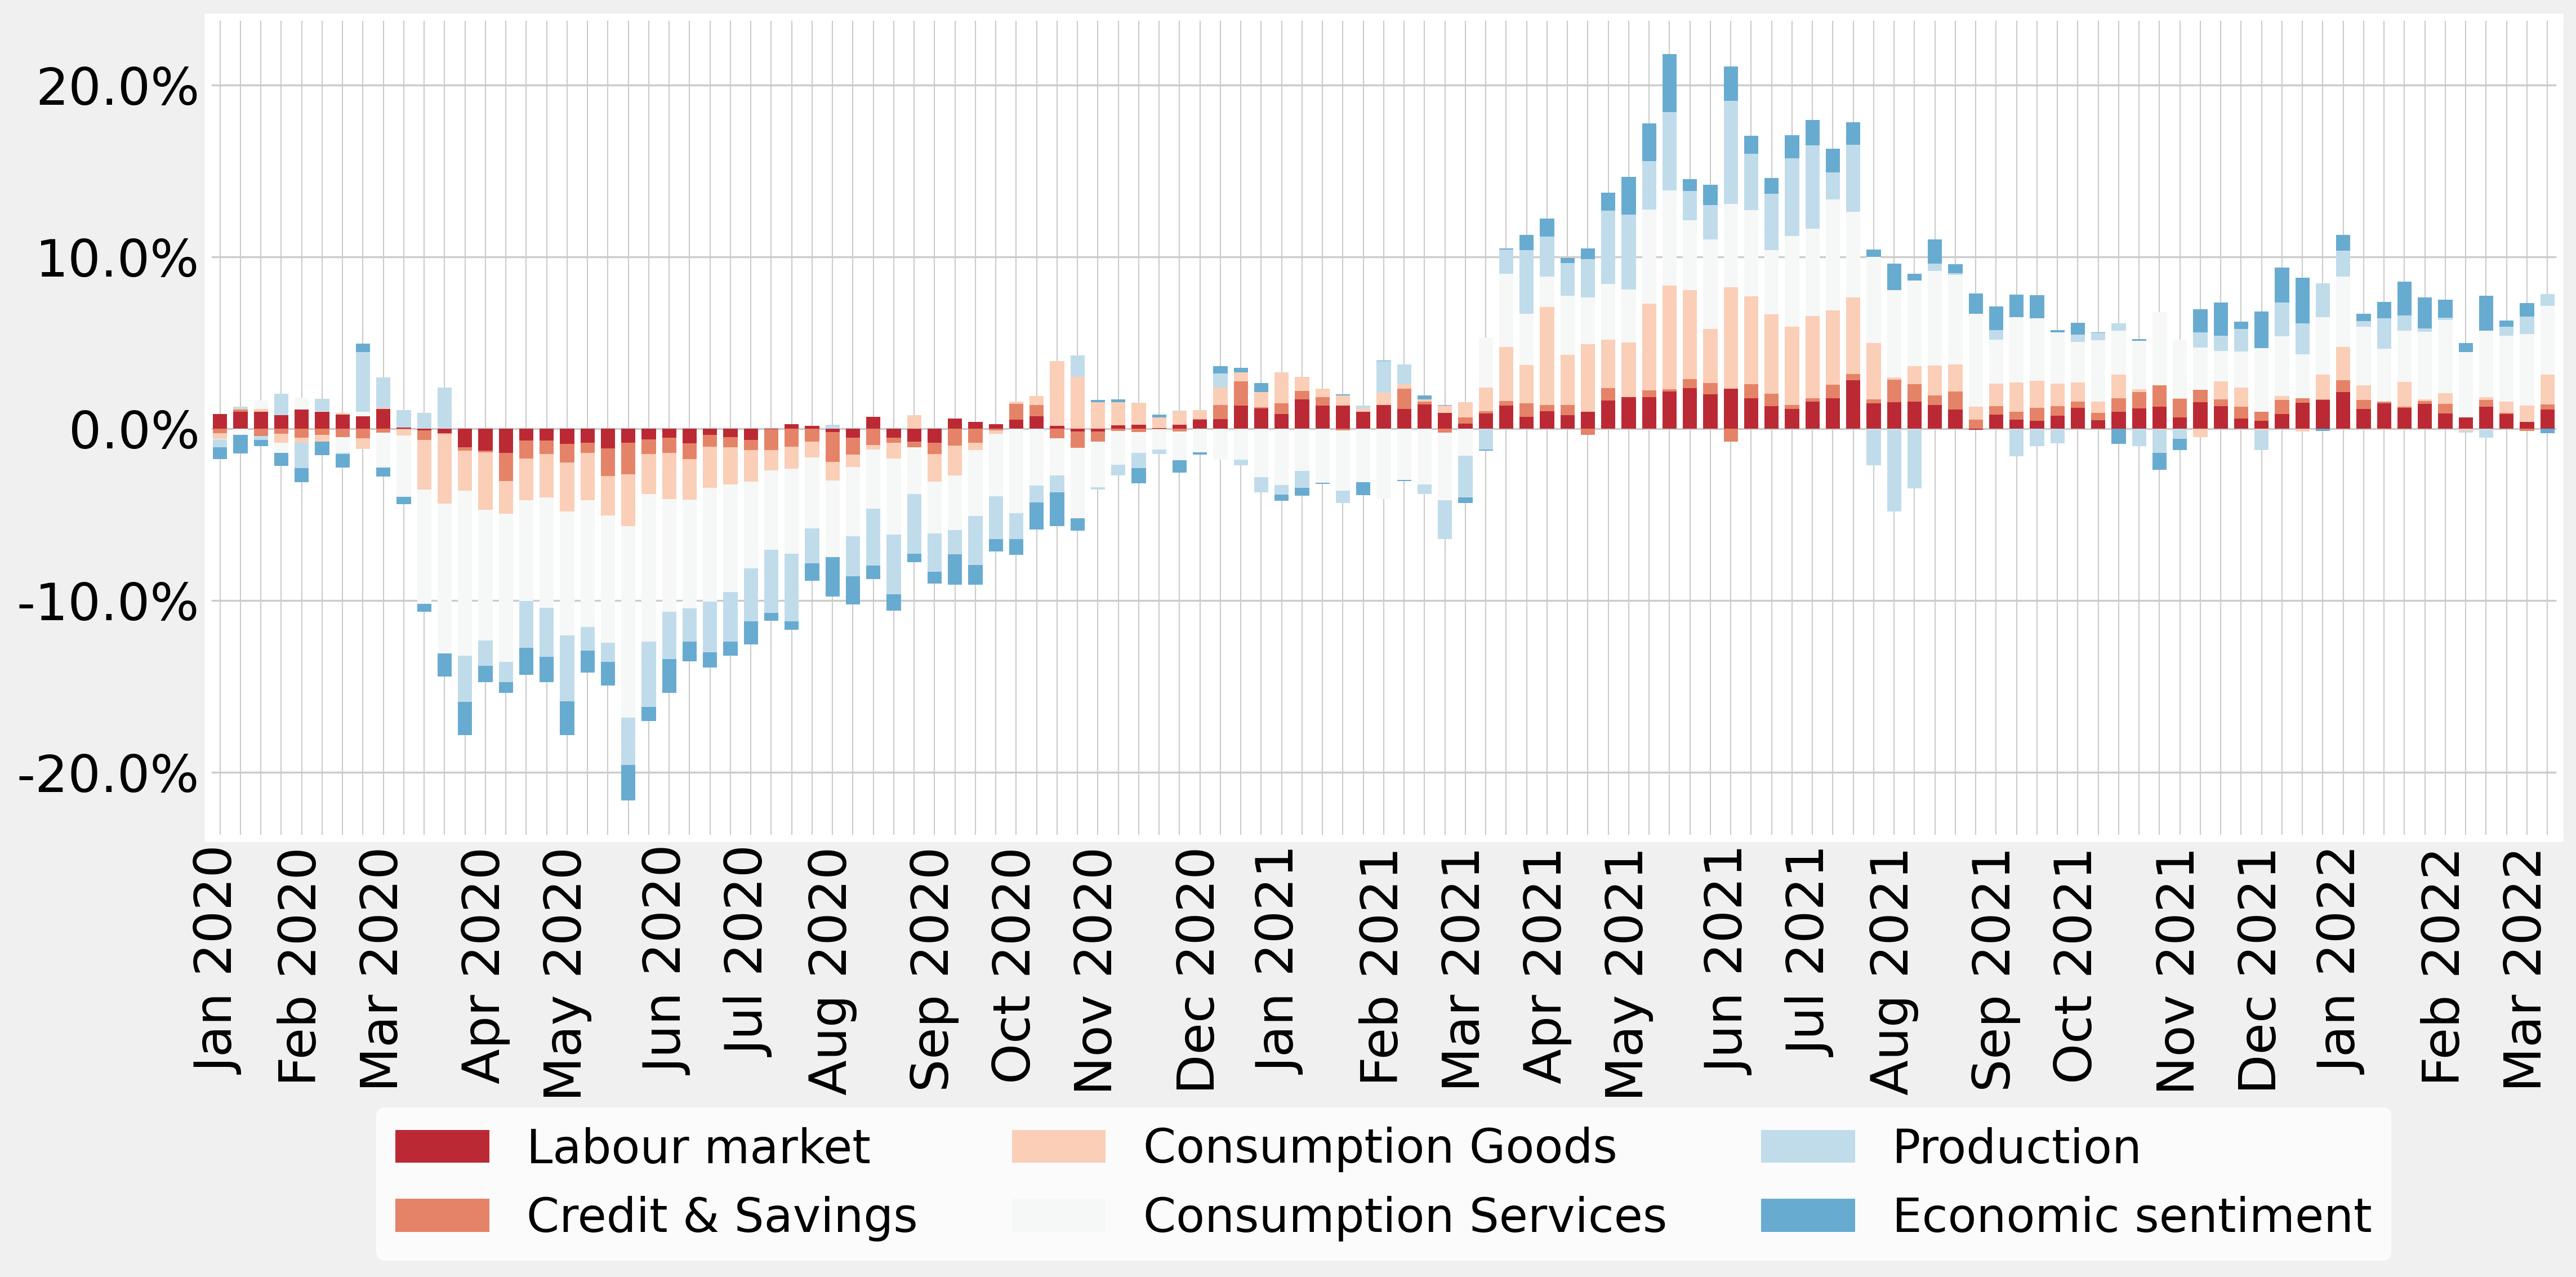 20.0%
10.0%
0.0%
-10.0%
-20.0%
Jan 2020
Feb 2020
Mar 2020
Apr 2020
May 2020
Jun 2020
Jul 2020
Aug 2020
Sep 2020
Oct 2020
Nov 2020
Dec 2020
Jan 2021
Feb 2021
Mar 2021
Apr 2021
May 2021
Jun 2021
Jul 2021
Aug 2021
Sep 2021
Oct 2021
Nov 2021
Dec 2021
Jan 2022
Feb 2022
Mar 2022
Labour market
Credit & Savings
Consumption Goods
Consumption Services
Production
Economic sentiment